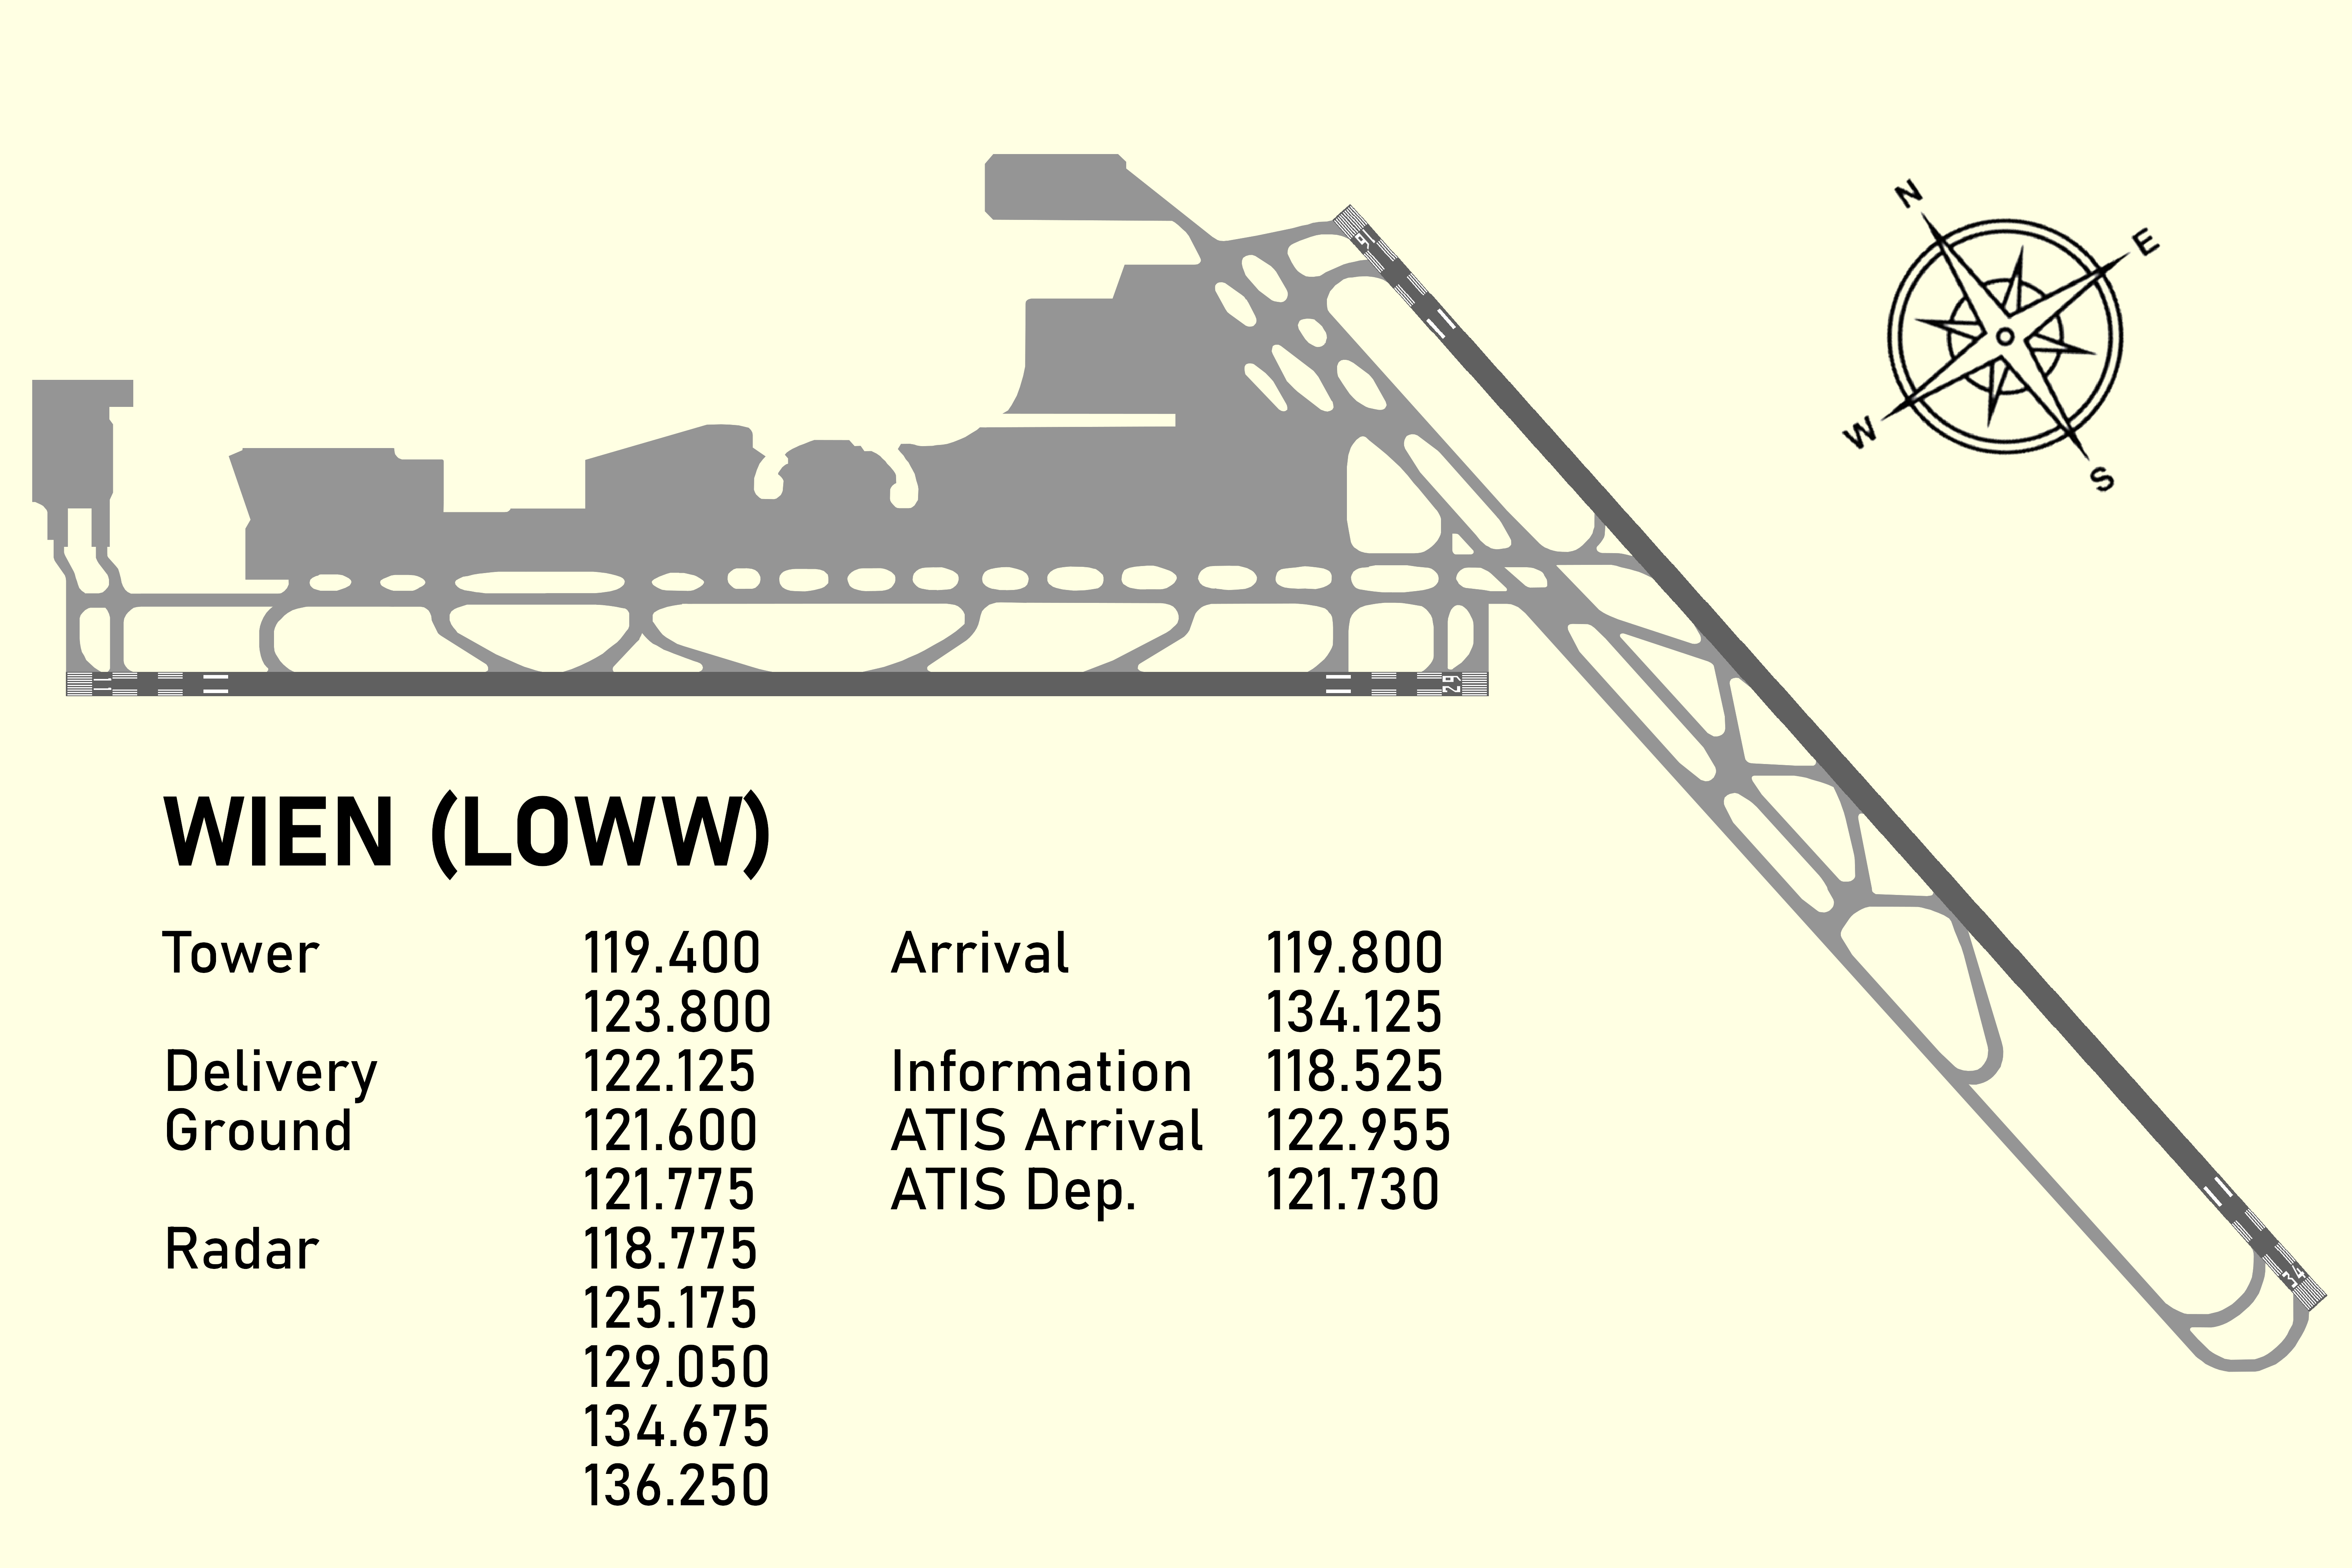 N
E
W
S
16
11
29
34
WIEN (LOWW)
Tower 119.400 Arrival 119.800
123.800 134.125
Delivery 122.125 Information 118.525
Ground 121.600 ATIS Arrival 122.955
121.775 ATIS Dep. 121.730
Radar 118.775
125.175
129.050
134.675
136.250